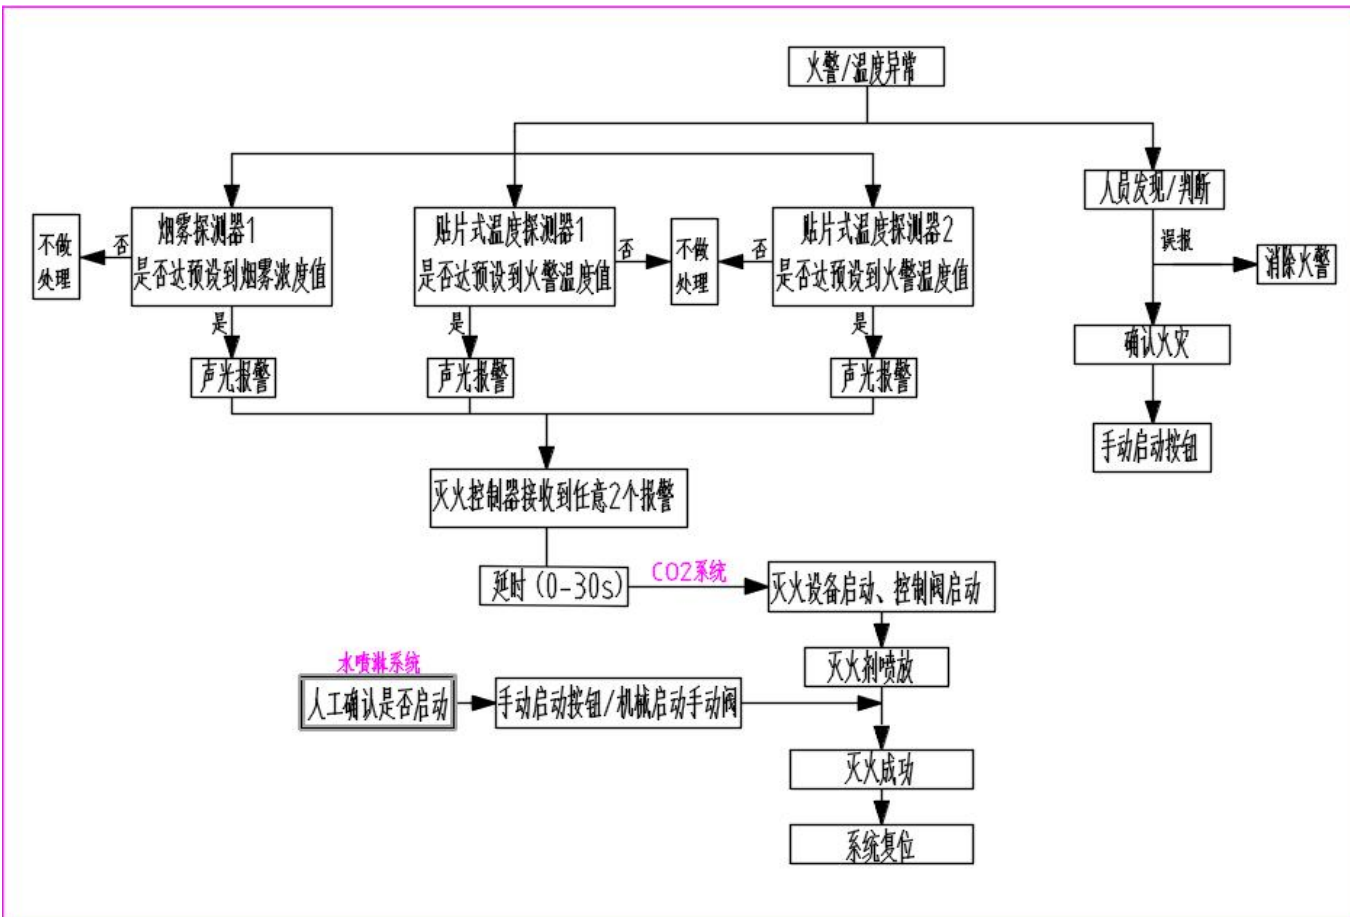 火警/温度异常
人员发现/判断
烟雾探测器1
是否达预设到烟雾浓度值
贴片式温度探测器1
是否达预设到火警温度值
贴片式温度探测器2
是否达预设到火警温度值
不做
处理
否
否
不做
处理
否
误报
消除火警
是
是
是
确认火灾
声光报警
声光报警
声光报警
手动启动按钮
灭火控制器接收到任意2个报警
延时(0-30s)
CO2系统
灭火设备启动、控制阀启动
灭火剂喷放
水喷淋系统
人工确认是否启动
手动启动按钮/机械启动手动阀
灭火成功
系统复位